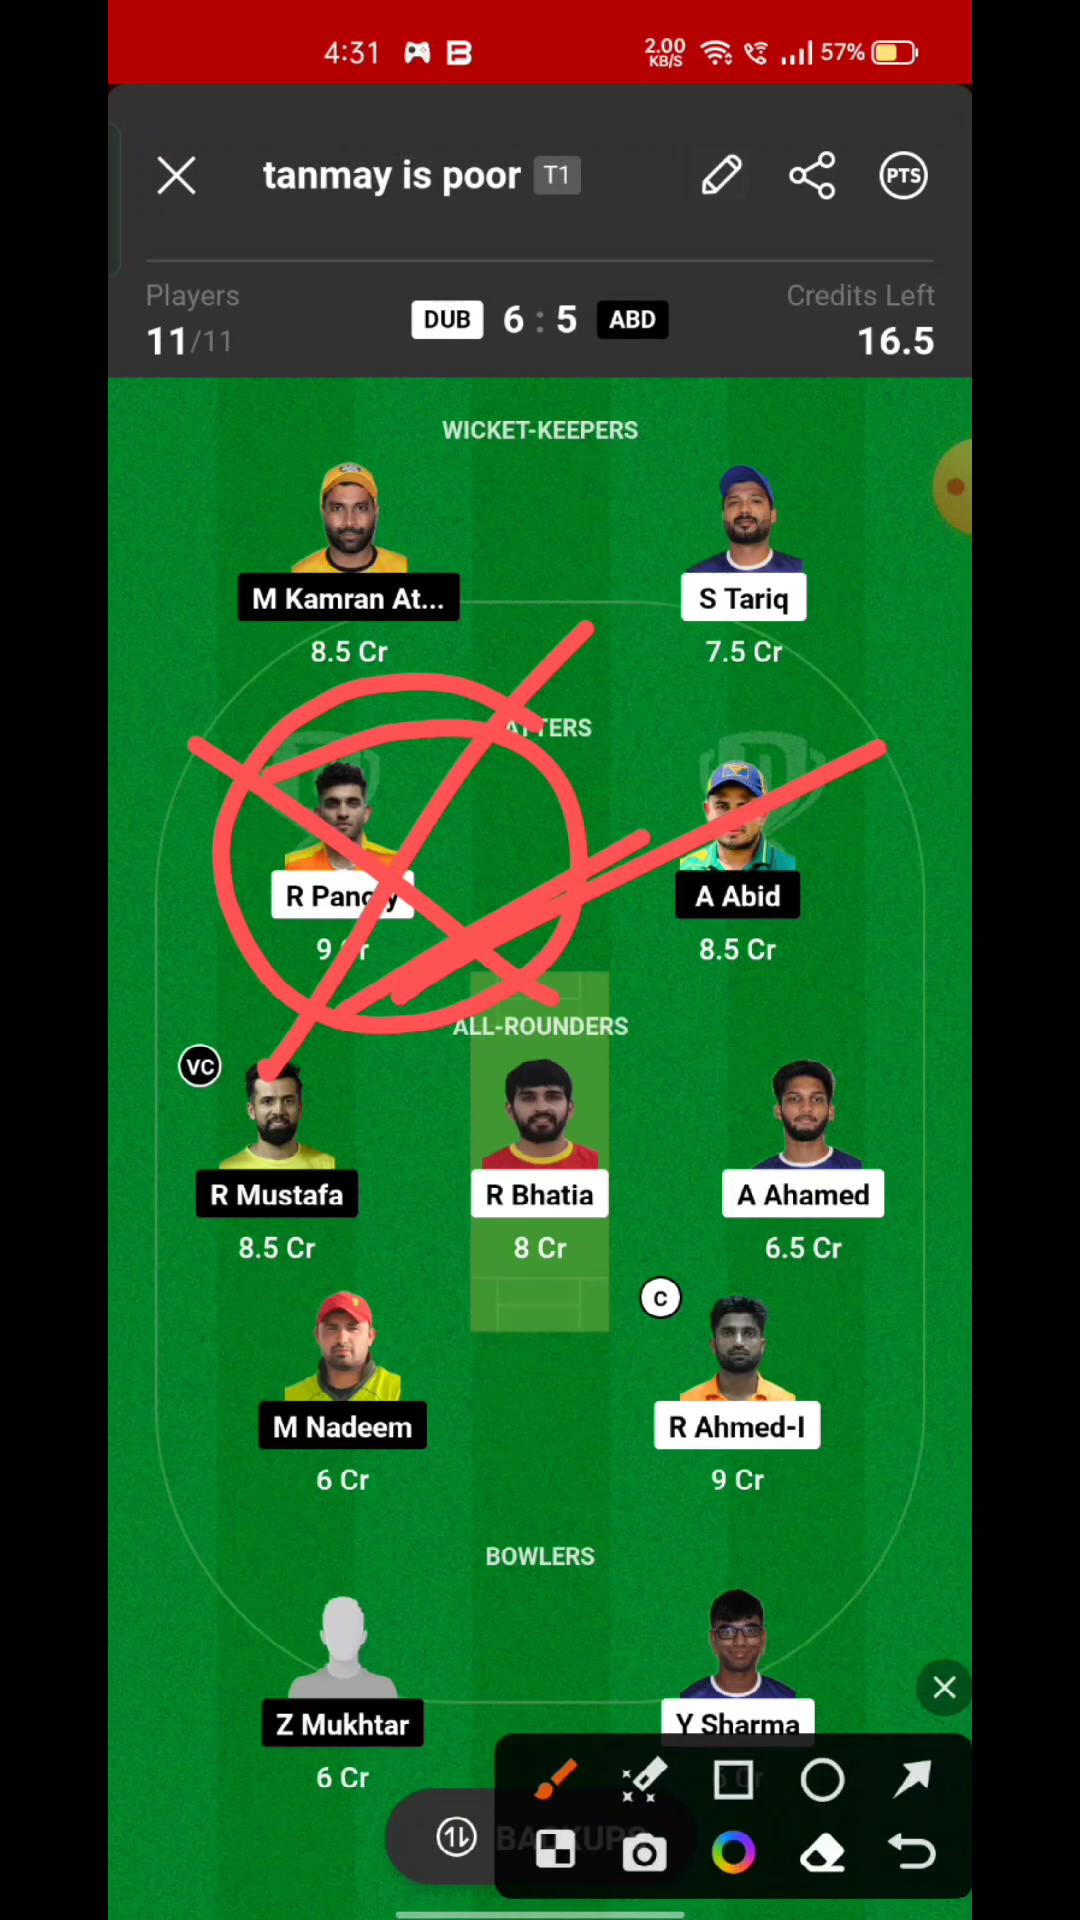 4:31 2.00 KB/S 57%
tanmay is poor T1 PTS
Players Credits Left
11/11 DUB 6 : 5 ABD 16.5
WICKET-KEEPERS
M Kamran At... S Tariq
8.5 Cr 7.5 Cr
R A Abid
9 8.5 Cr
ALL-ROUNDERS
VC
R Mustafa R Bhatia A Ahamed
8.5 Cr 8 Cr 6.5 Cr
C
M Nadeem R Ahmed-I
6 Cr 9 Cr
BOWLERS
Z Mukhtar Y Sharma
6 Cr
BACKUPS